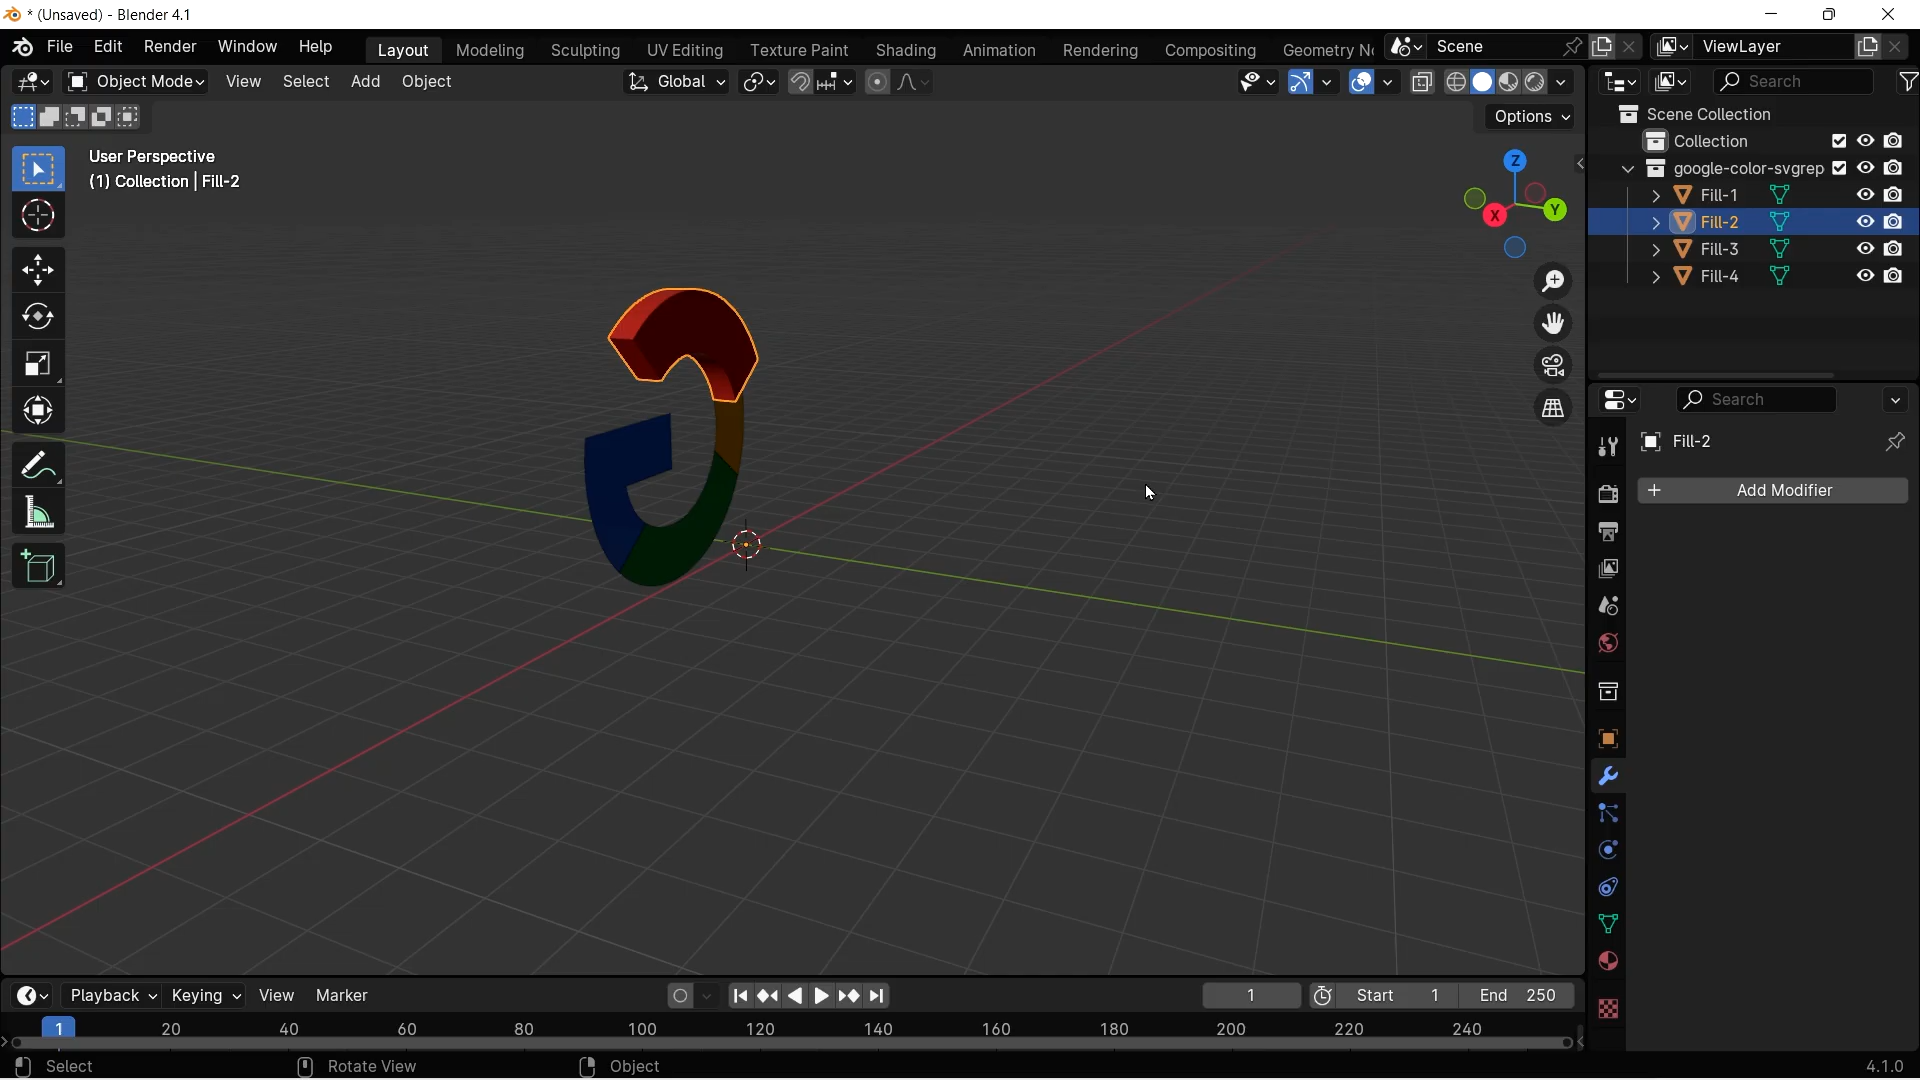 * (Unsaved) - Blender 4.1
File Edit Render Window Help Layout Modeling Sculpting UV Editing Texture Paint Shading Animation Rendering Compositing Geometry No Scene ViewLayer
Object Mode View Select Add Object Global Search
Options
User Perspective
(1) Collection | Fill-2
Z
Y
X
Scene Collection
Collection
google-color-svgrep
Fill-1
Fill-2
Fill-3
Fill-4
Search
Fill-2
+ Add Modifier
Playback Keying View Marker 1 Start 1 End 250
1 20 40 60 80 100 120 140 160 180 200 220 240
Select Rotate View Object 4.1.0